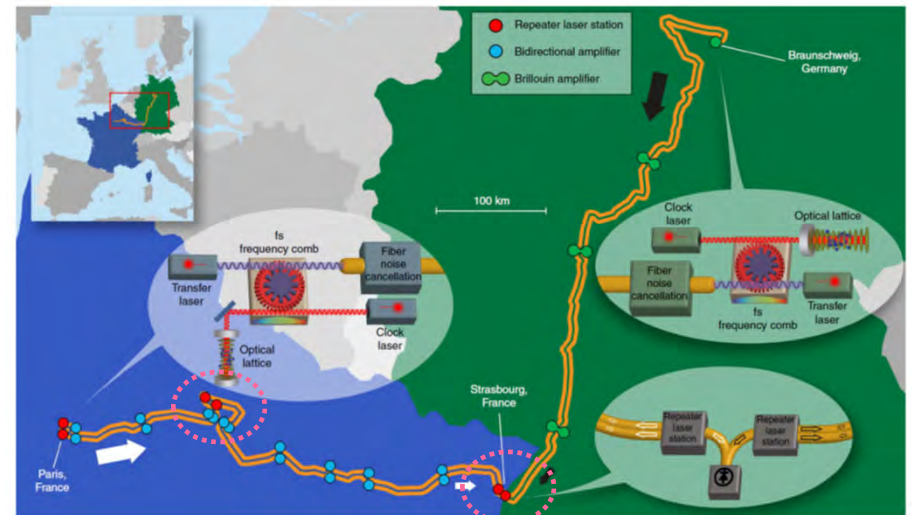 Repeater laser station
Bidirectional amplifier
Brillouin amplifier
Braunschweig,
Germany
100 km
fs
frequency comb
Transfer
laser
Fiber
noise
cancellation
Clock
laser
Optical
lattice
Clock
laser
Optical lattice
Fiber
noise
cancellation
Transfer
laser
fs
frequency comb
Strasbourg,
France
Repeater
laser
station
Repeater
laser
station
Paris,
France